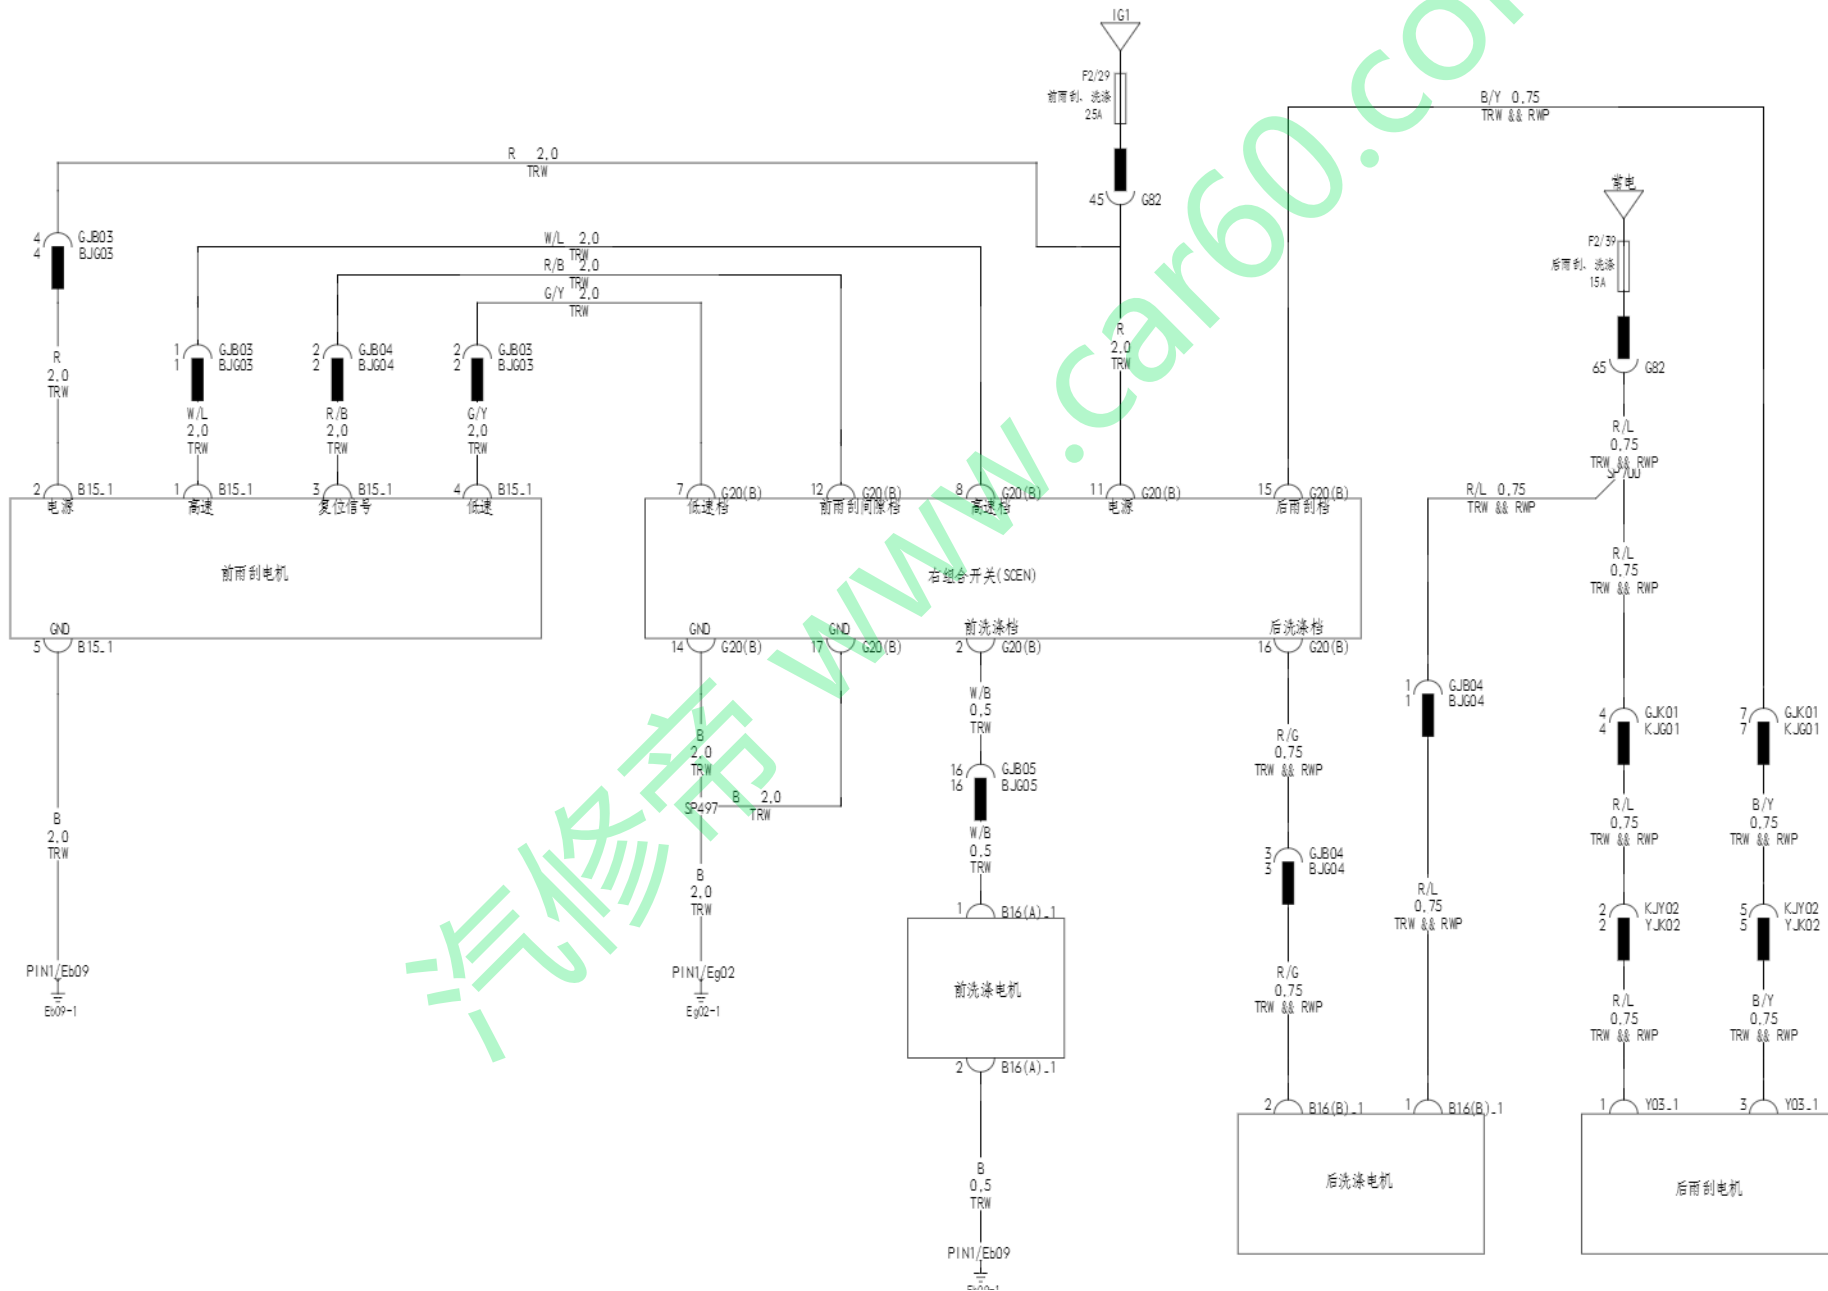 IG1
F2/29
前雨刮、洗涤
25A
45 G82
B/Y 0.75
TRW && RWP
R 2.0
TRW
常电
F2/39
后雨刮、洗涤
15A
65 G82
4 GJB03
4 BJG03
W/L 2.0
TRW
R/B 2.0
TRW
G/Y 2.0
TRW
R
2.0
TRW
1 GJB03
1 BJG03
2 GJB04
2 BJG04
2 GJB03
2 BJG03
R
2.0
TRW
W/L
2.0
TRW
R/B
2.0
TRW
G/Y
2.0
TRW
R/L
0.75
TRW && RWP
R/L 0.75
TRW && RWP
2 B15_1
电源
1 B15_1
高速
3 B15_1
复位信号
4 B15_1
低速
7 G20(B)
低速档
12 G20(B)
前雨刮间隙档
8 G20(B)
高速档
11 G20(B)
电源
15 G20(B)
后雨刮档
前雨刮电机
右组合开关(SCEN)
R/L
0.75
TRW && RWP
GND
5 B15_1
GND
14 G20(B)
GND
17 G20(B)
前洗涤档
2 G20(B)
后洗涤档
16 G20(B)
W/B
0.5
TRW
B
2.0
TRW
R/G
0.75
TRW && RWP
1 GJB04
1 BJG04
4 GJK01
4 KJG01
7 GJK01
7 KJG01
16 GJB05
16 BJG05
SP497
B 2.0
TRW
B
2.0
TRW
W/B
0.5
TRW
3 GJB04
3 BJG04
R/L
0.75
TRW && RWP
B/Y
0.75
TRW && RWP
B
2.0
TRW
R/L
0.75
TRW && RWP
1 B16(A)_1
2 KJY02
2 YJK02
5 KJY02
5 YJK02
PIN1/Eb09
Eb09-1
PIN1/Eg02
Eg02-1
前洗涤电机
R/G
0.75
TRW && RWP
R/L
0.75
TRW && RWP
B/Y
0.75
TRW && RWP
2 B16(A)_1
2 B16(B)_1
1 B16(B)_1
1 Y03_1
3 Y03_1
B
0.5
TRW
后洗涤电机
后雨刮电机
PIN1/Eb09
汽修帝 www.car60.co